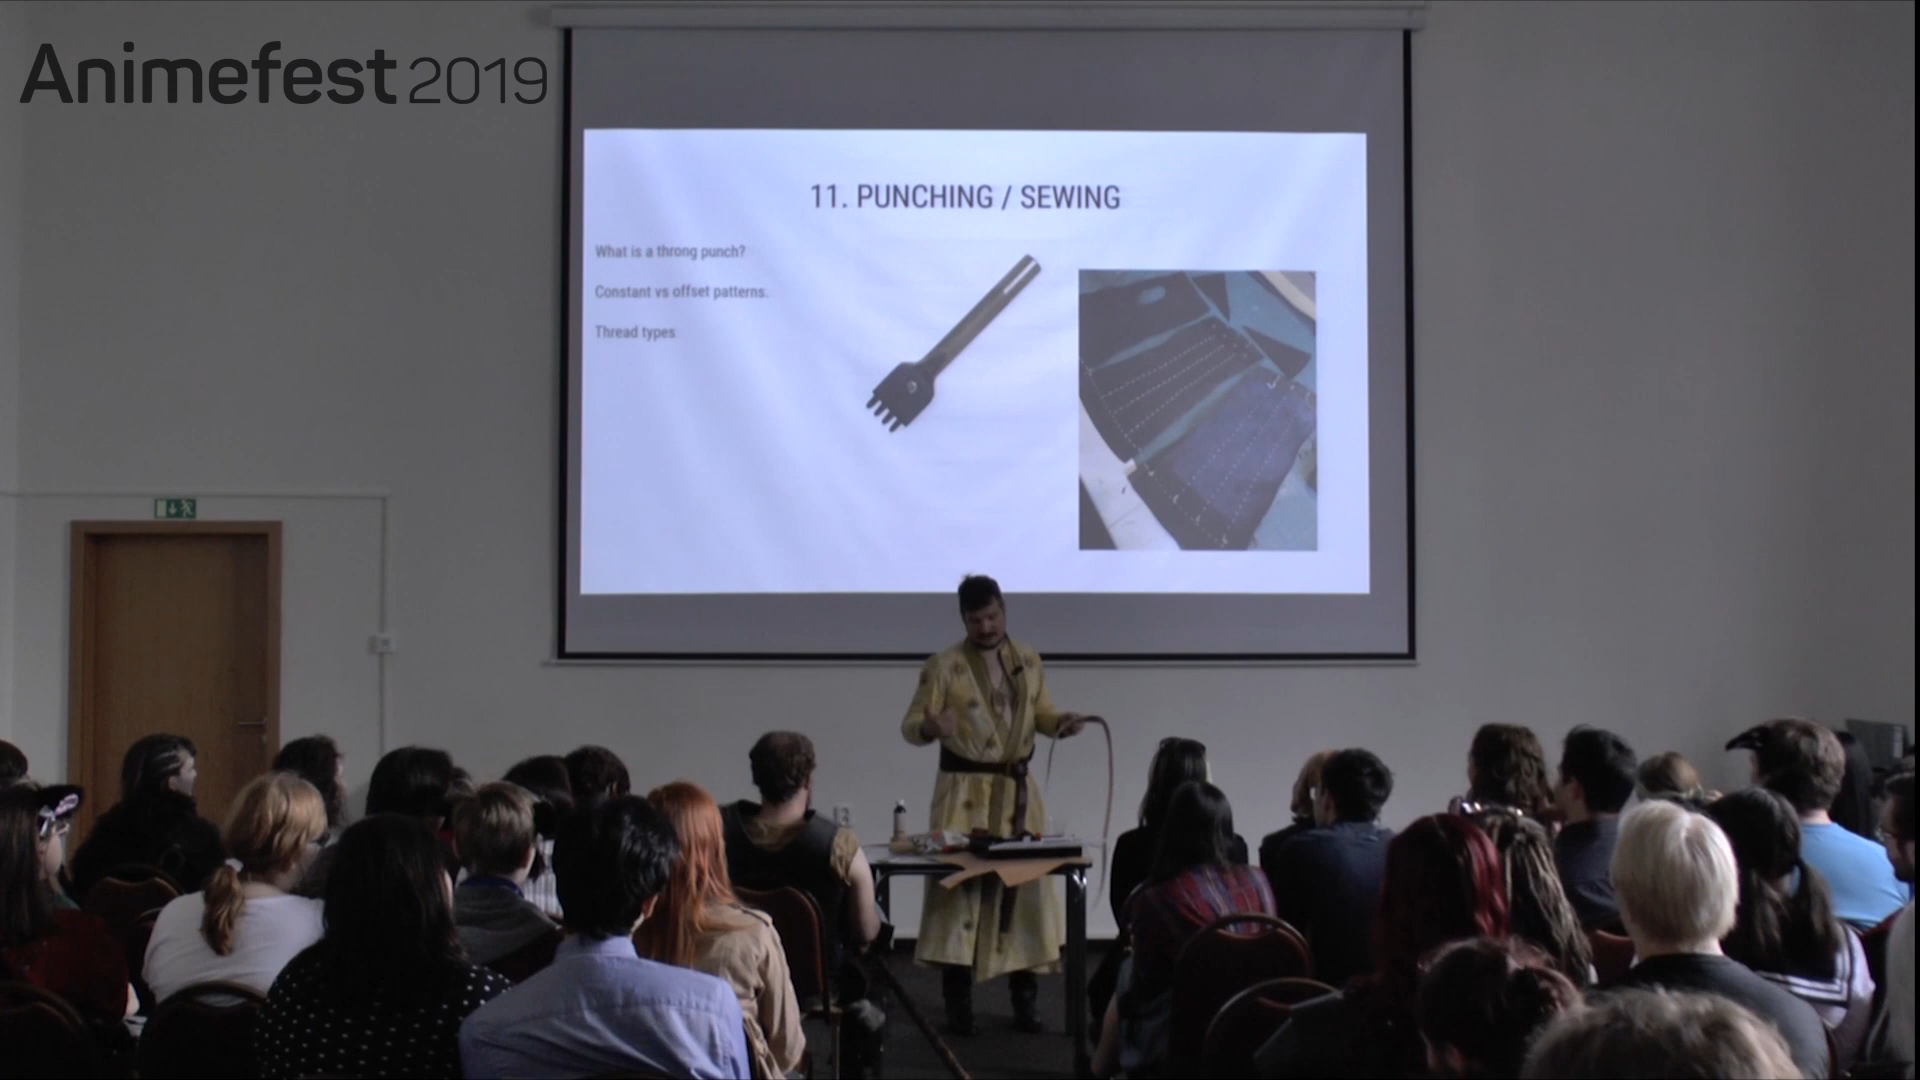 Animefest 2019
11. PUNCHING / SEWING
What is a throng punch?
Constant vs offset patterns.
Thread types